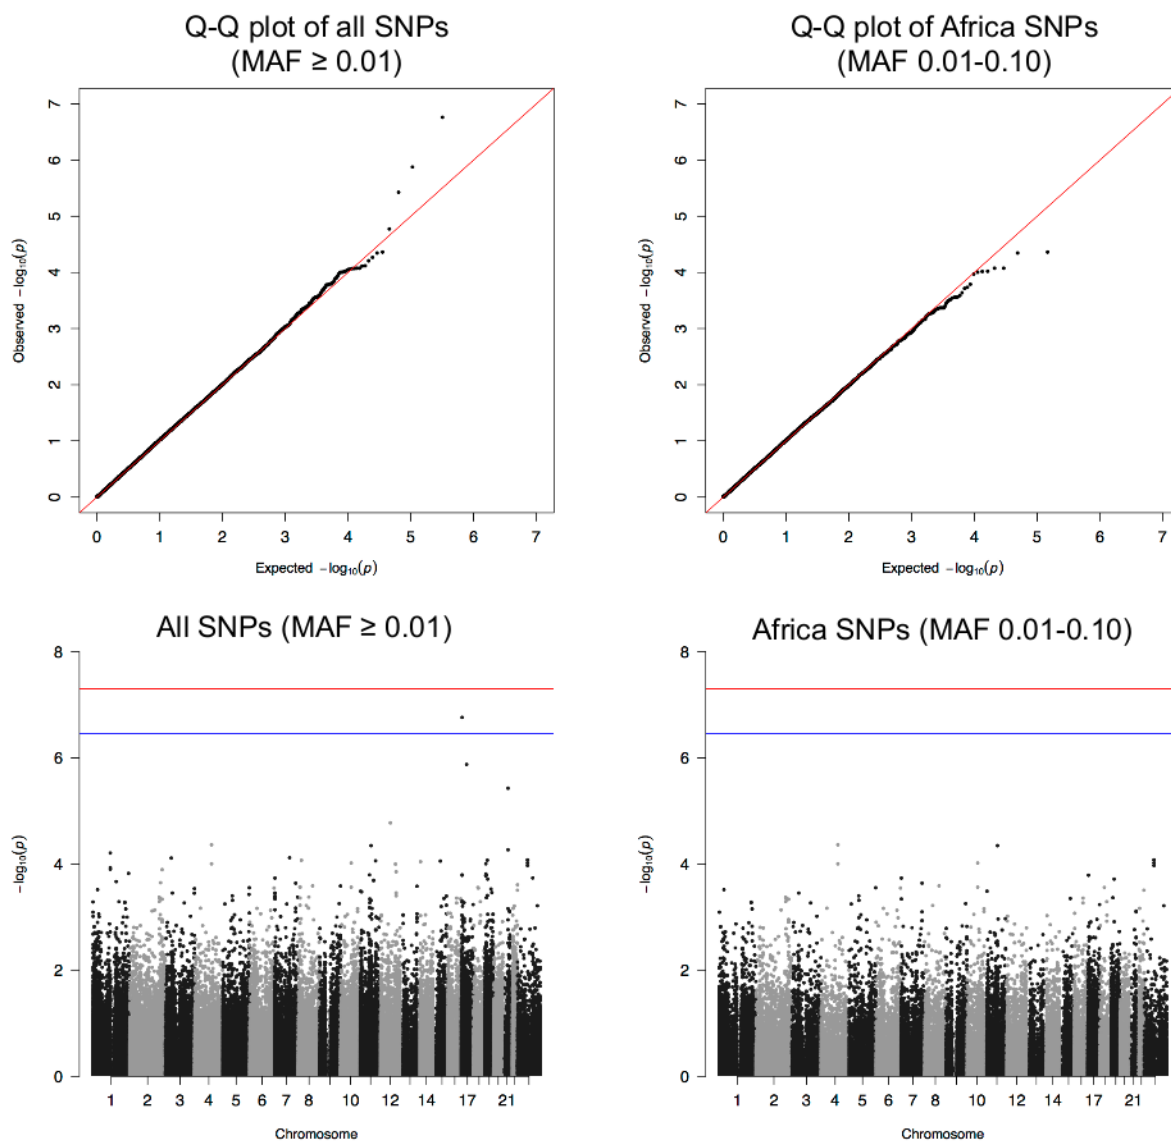 Q-Q plot of all SNPs
(MAF ≥ 0.01)
Q-Q plot of Africa SNPs
(MAF 0.01-0.10)
7
6
5
4
3
2
1
0
Observed −log₁₀(p)
0 1 2 3 4 5 6 7
Expected −log₁₀(p)
7
6
5
4
3
2
1
0
Observed −log₁₀(p)
0 1 2 3 4 5 6 7
Expected −log₁₀(p)
All SNPs (MAF ≥ 0.01)
8
6
4
2
0
−log₁₀(p)
1 2 3 4 5 6 7 8 10 12 14 17 21
Chromosome
Africa SNPs (MAF 0.01-0.10)
8
6
4
2
0
−log₁₀(p)
1 2 3 4 5 6 7 8 10 12 14 17 21
Chromosome